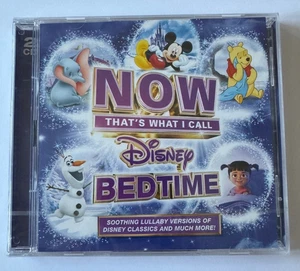 NOW
THAT'S WHAT I CALL
Disney
BEDTIME
SOOTHING LULLABY VERSIONS OF
DISNEY CLASSICS AND MUCH MORE!